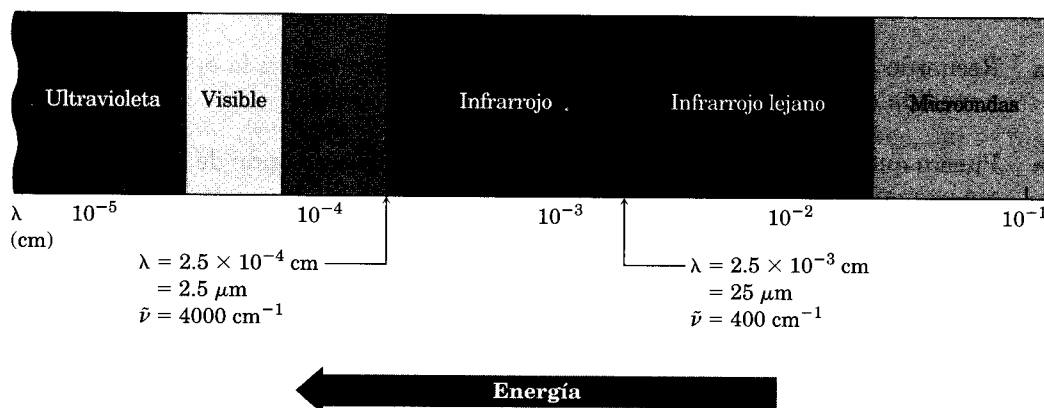 Ultravioleta Visible Infrarrojo Infrarrojo lejano Microondas
λ 10⁻⁵ 10⁻⁴ 10⁻³ 10⁻² 10⁻¹
(cm)
λ = 2.5 × 10⁻⁴ cm
= 2.5 μm
ν̃ = 4000 cm⁻¹
λ = 2.5 × 10⁻³ cm
= 25 μm
ν̃ = 400 cm⁻¹
Energía